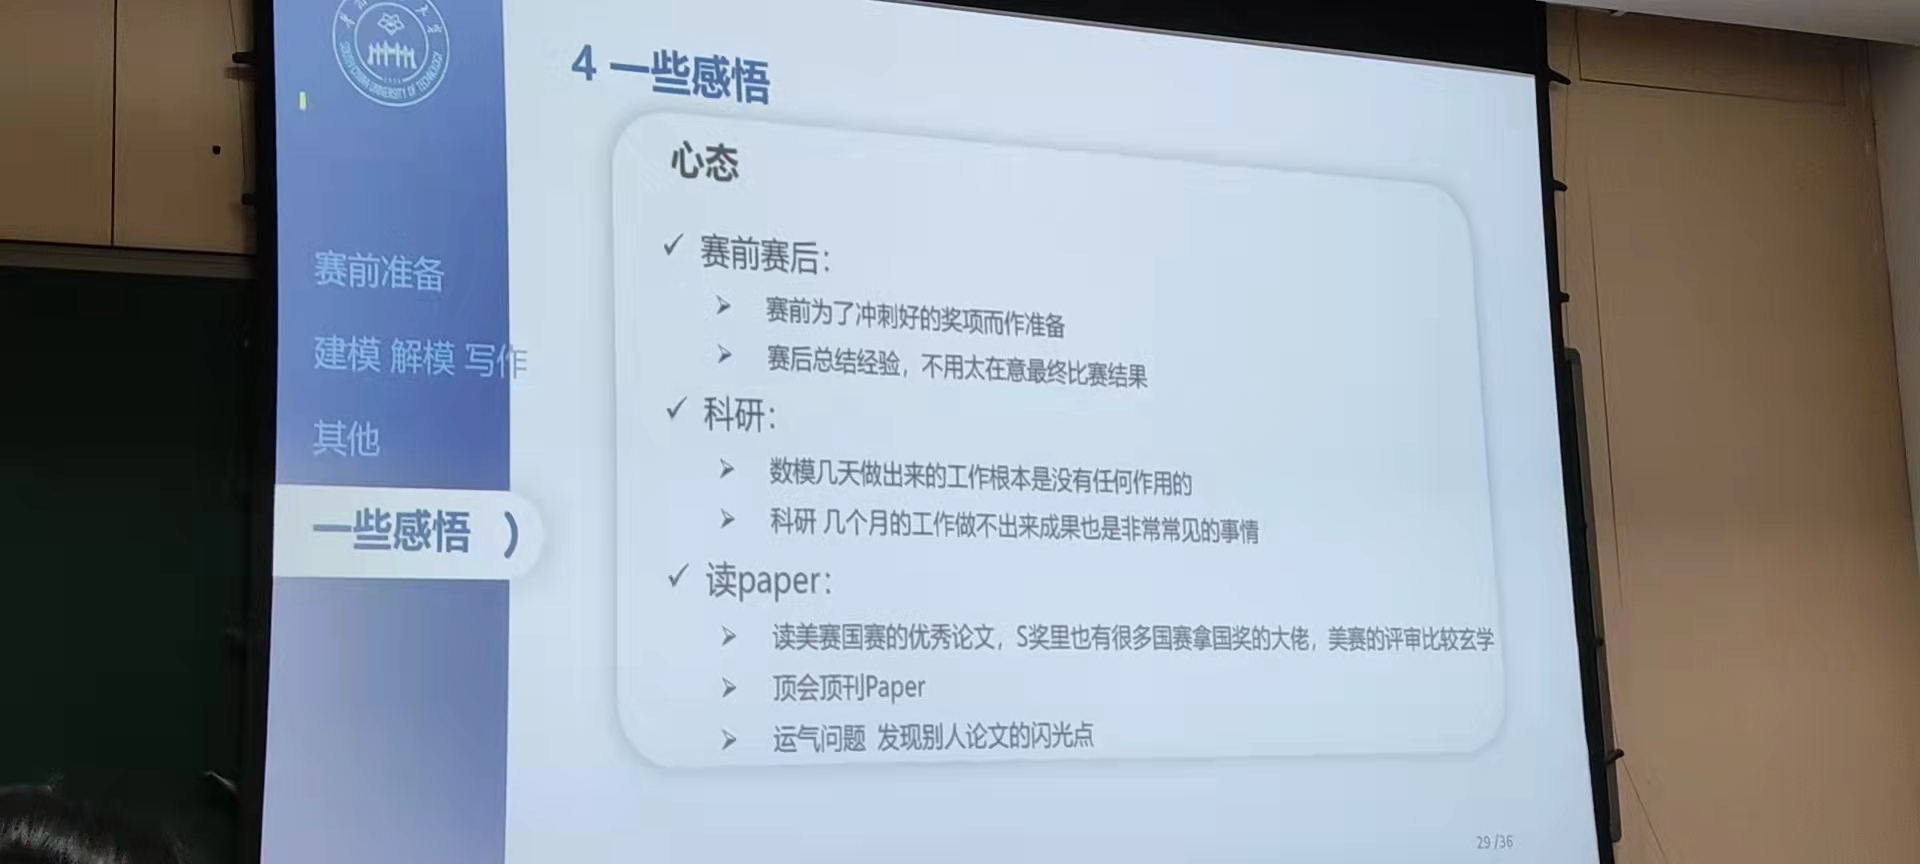 SOUTH CHINA UNIVERSITY OF TECHNOLOGY
4 一些感悟
赛前准备
建模 解模 写作
其他
一些感悟
心态
赛前赛后：
赛前为了冲刺好的奖项而作准备
赛后总结经验，不用太在意最终比赛结果
科研：
数模几天做出来的工作根本是没有任何作用的
科研 几个月的工作做不出来成果也是非常常见的事情
读paper：
读美赛国赛的优秀论文，S奖里也有很多国赛拿国奖的大佬，美赛的评审比较玄学
顶会顶刊Paper
运气问题 发现别人论文的闪光点
29 /36